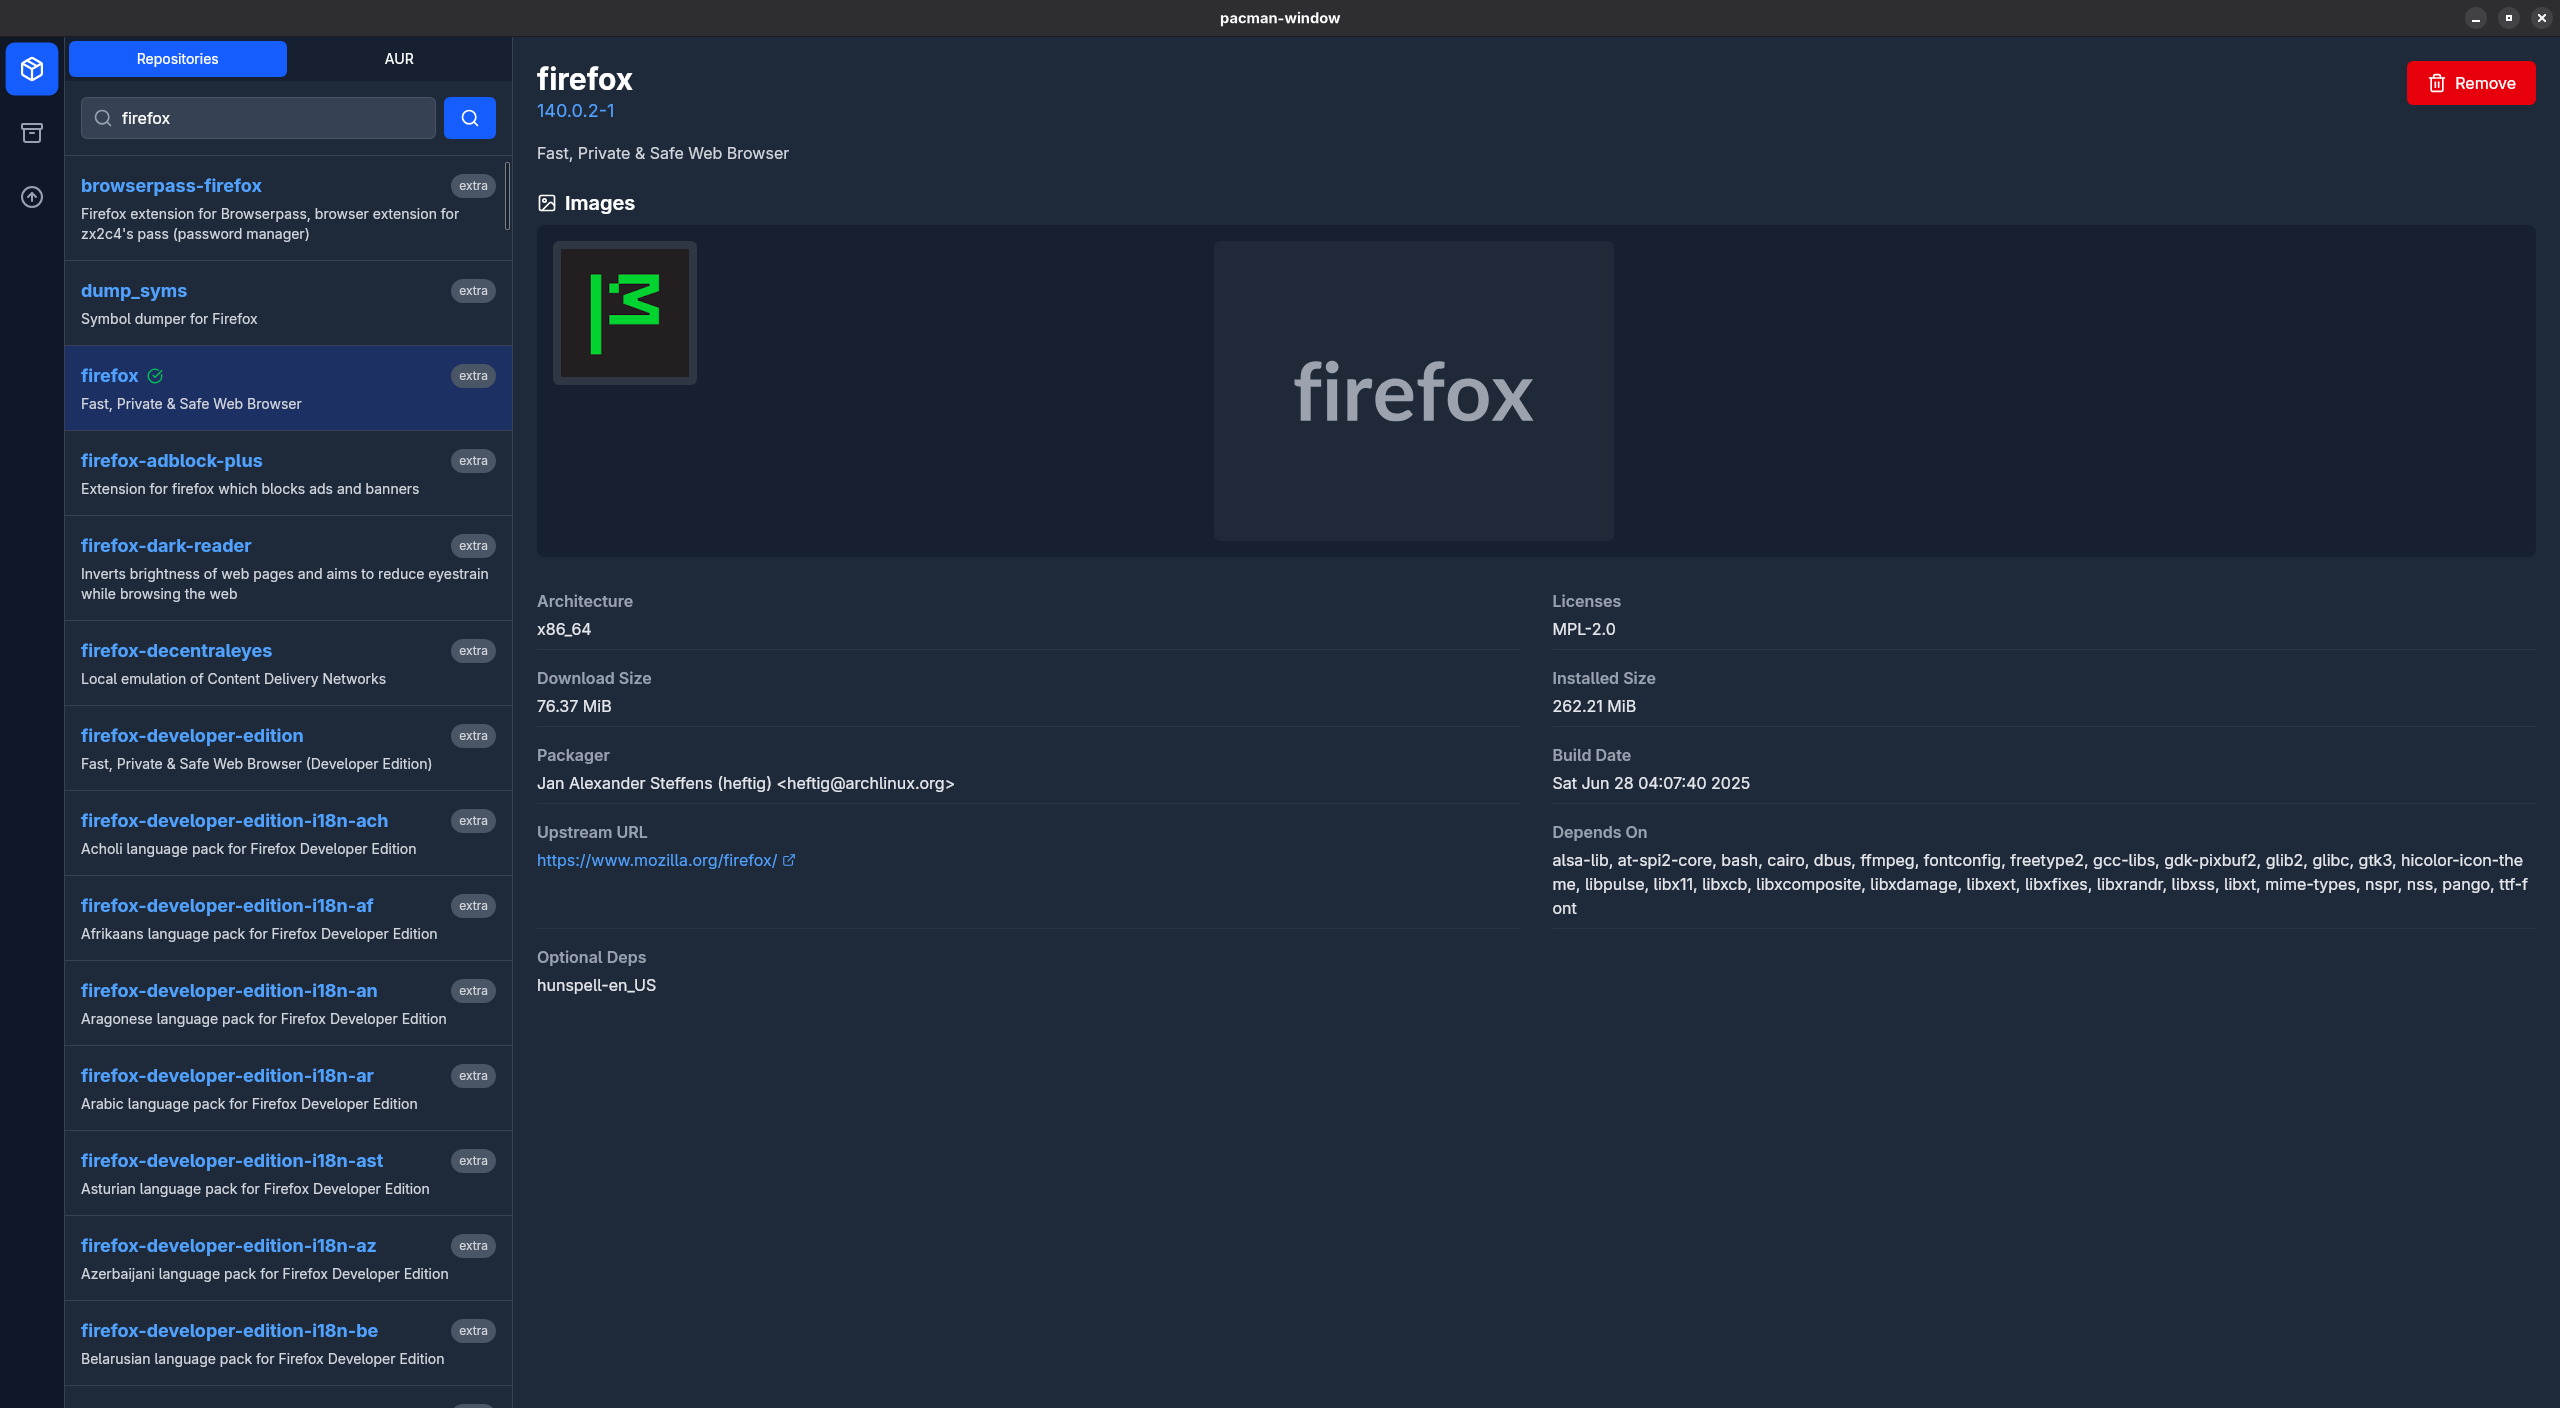 pacman-window
Repositories
AUR
firefox
browserpass-firefox
extra
Firefox extension for Browserpass, browser extension for
zx2c4's pass (password manager)
dump_syms
extra
Symbol dumper for Firefox
firefox
extra
Fast, Private & Safe Web Browser
firefox-adblock-plus
extra
Extension for firefox which blocks ads and banners
firefox-dark-reader
extra
Inverts brightness of web pages and aims to reduce eyestrain
while browsing the web
firefox-decentraleyes
extra
Local emulation of Content Delivery Networks
firefox-developer-edition
extra
Fast, Private & Safe Web Browser (Developer Edition)
firefox-developer-edition-i18n-ach
extra
Acholi language pack for Firefox Developer Edition
firefox-developer-edition-i18n-af
extra
Afrikaans language pack for Firefox Developer Edition
firefox-developer-edition-i18n-an
extra
Aragonese language pack for Firefox Developer Edition
firefox-developer-edition-i18n-ar
extra
Arabic language pack for Firefox Developer Edition
firefox-developer-edition-i18n-ast
extra
Asturian language pack for Firefox Developer Edition
firefox-developer-edition-i18n-az
extra
Azerbaijani language pack for Firefox Developer Edition
firefox-developer-edition-i18n-be
extra
Belarusian language pack for Firefox Developer Edition
firefox
140.0.2-1
Remove
Fast, Private & Safe Web Browser
Images
firefox
Architecture
x86_64
Licenses
MPL-2.0
Download Size
76.37 MiB
Installed Size
262.21 MiB
Packager
Jan Alexander Steffens (heftig) <heftig@archlinux.org>
Build Date
Sat Jun 28 04:07:40 2025
Upstream URL
https://www.mozilla.org/firefox/
Depends On
alsa-lib, at-spi2-core, bash, cairo, dbus, ffmpeg, fontconfig, freetype2, gcc-libs, gdk-pixbuf2, glib2, glibc, gtk3, hicolor-icon-the
me, libpulse, libx11, libxcb, libxcomposite, libxdamage, libxext, libxfixes, libxrandr, libxss, libxt, mime-types, nspr, nss, pango, ttf-f
ont
Optional Deps
hunspell-en_US